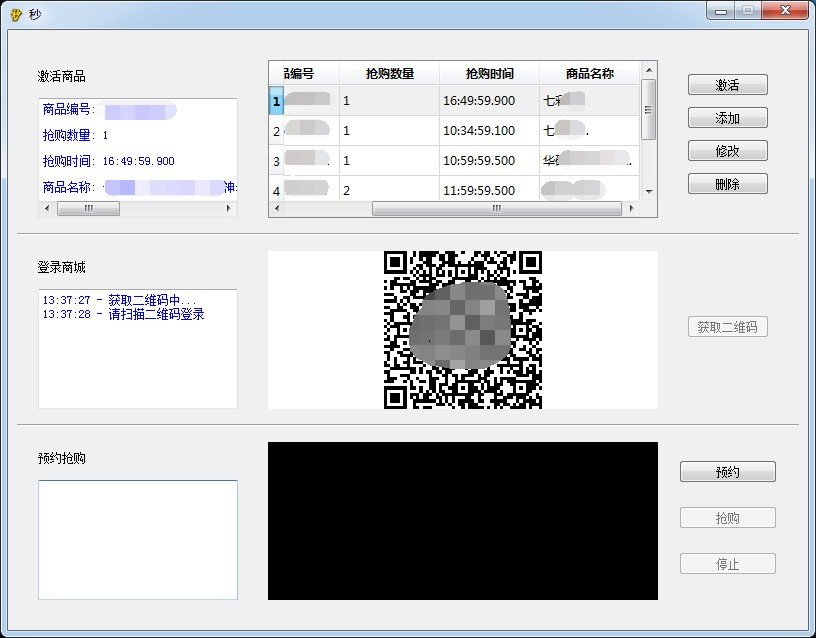 秒
激活商品
商品编号:
抢购数量: 1
抢购时间: 16:49:59.900
商品名称:
品编号 抢购数量 抢购时间 商品名称
1 1 16:49:59.900 七彩
2 1 10:34:59.100 七 .
3 1 10:59:59.500 华 ..
4 2 11:59:59.500
激活
添加
修改
删除
登录商城
13:37:27 - 获取二维码中...
13:37:28 - 请扫描二维码登录
获取二维码
预约抢购
预约
抢购
停止